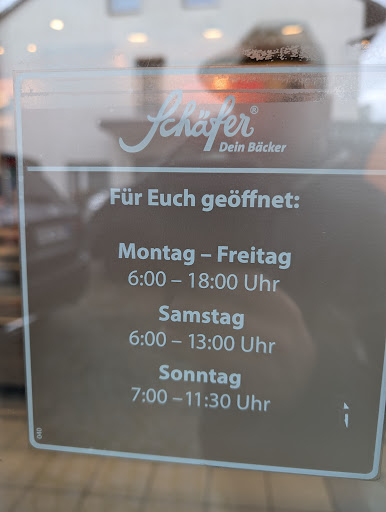 Schäfer®
Dein Bäcker
Für Euch geöffnet:
Montag – Freitag
6:00 – 18:00 Uhr
Samstag
6:00 – 13:00 Uhr
Sonntag
7:00 – 11:30 Uhr